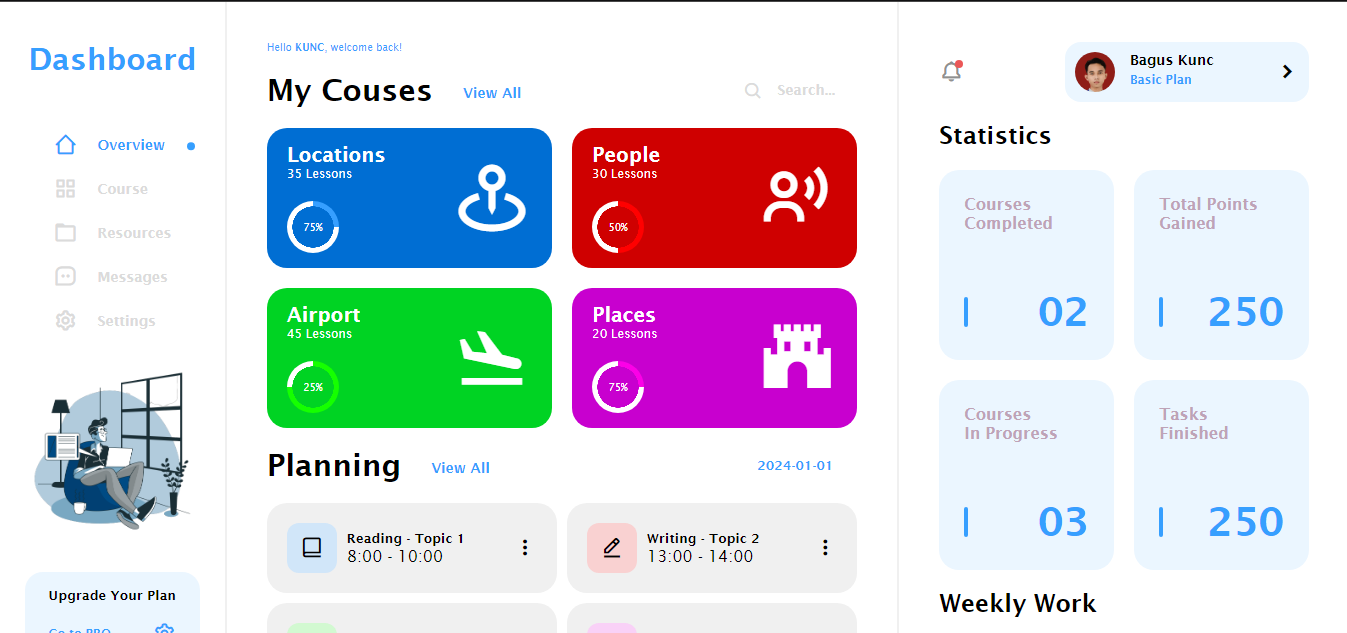 Dashboard
Overview
Course
Resources
Messages
Settings
Upgrade Your Plan
Go to PRO
Hello KUNC, welcome back!
My Couses
View All
Search...
Locations
35 Lessons
75%
People
30 Lessons
50%
Airport
45 Lessons
25%
Places
20 Lessons
75%
Planning
View All
2024-01-01
Reading - Topic 1
8:00 - 10:00
Writing - Topic 2
13:00 - 14:00
Bagus Kunc
Basic Plan
Statistics
Courses
Completed
02
Total Points
Gained
250
Courses
In Progress
03
Tasks
Finished
250
Weekly Work